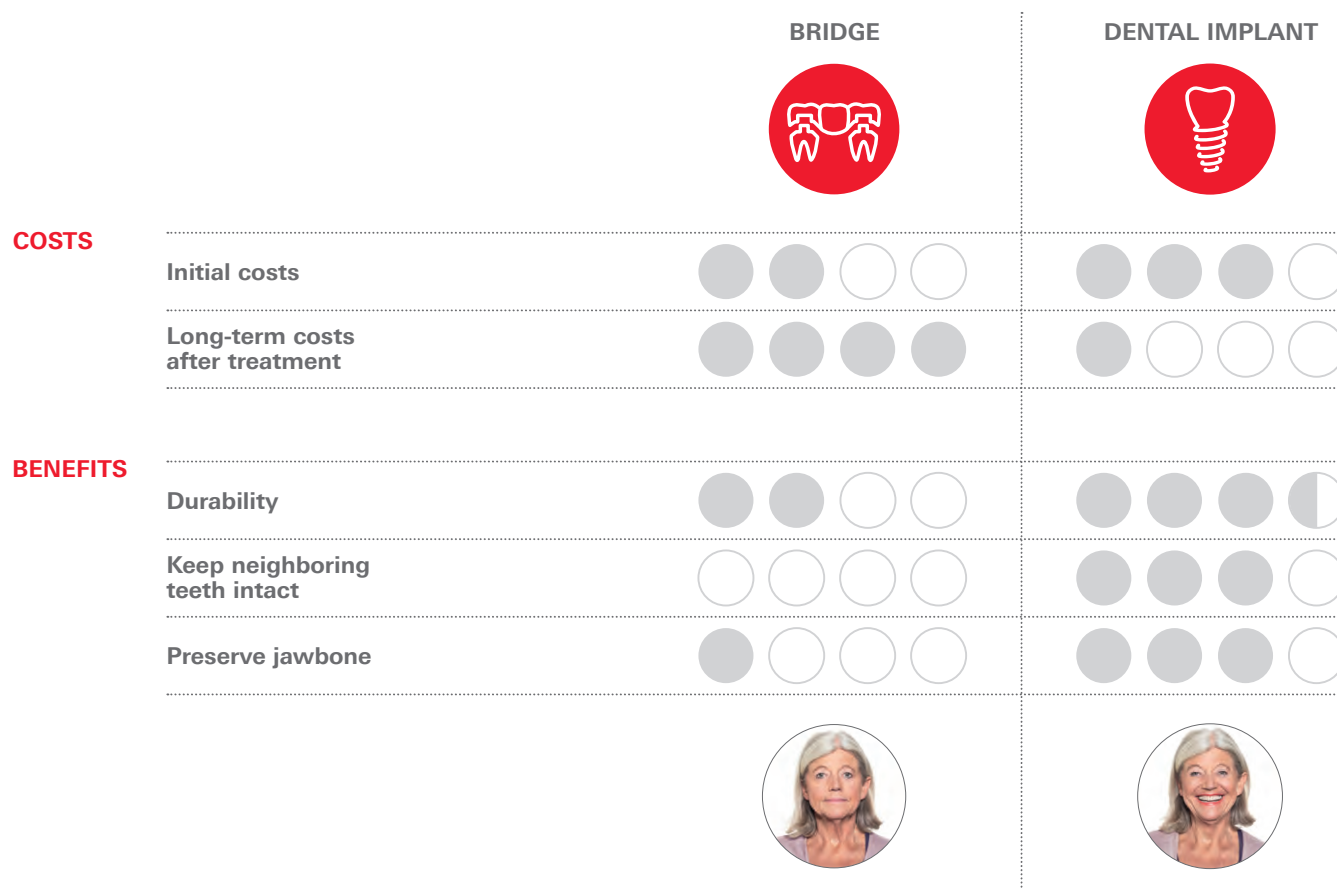 BRIDGE
DENTAL IMPLANT
COSTS
Initial costs
Long-term costs
after treatment
BENEFITS
Durability
Keep neighboring
teeth intact
Preserve jawbone